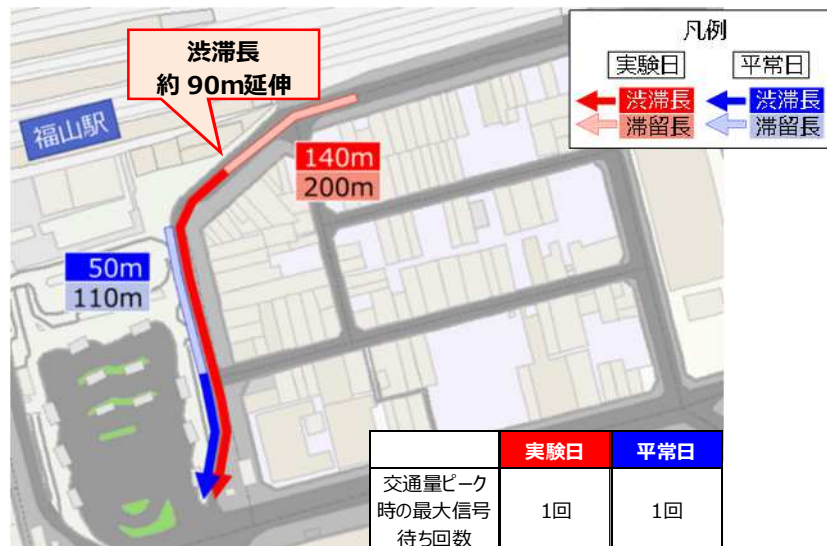 渋滞長
約 90m延伸
福山駅
凡例
実験日 平常日
渋滞長 渋滞長
滞留長 滞留長
140m
200m
50m
110m
実験日 平常日
交通量ピーク
時の最大信号
待ち回数
1回 1回